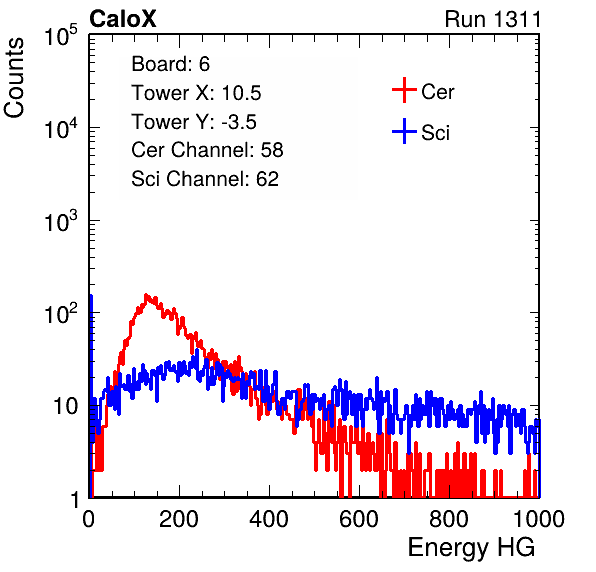 CaloX Run 1311
Counts
10^5
10^4
10^3
10^2
10
1
Board: 6
Tower X: 10.5
Tower Y: -3.5
Cer Channel: 58
Sci Channel: 62
Cer
Sci
0 200 400 600 800 1000
Energy HG